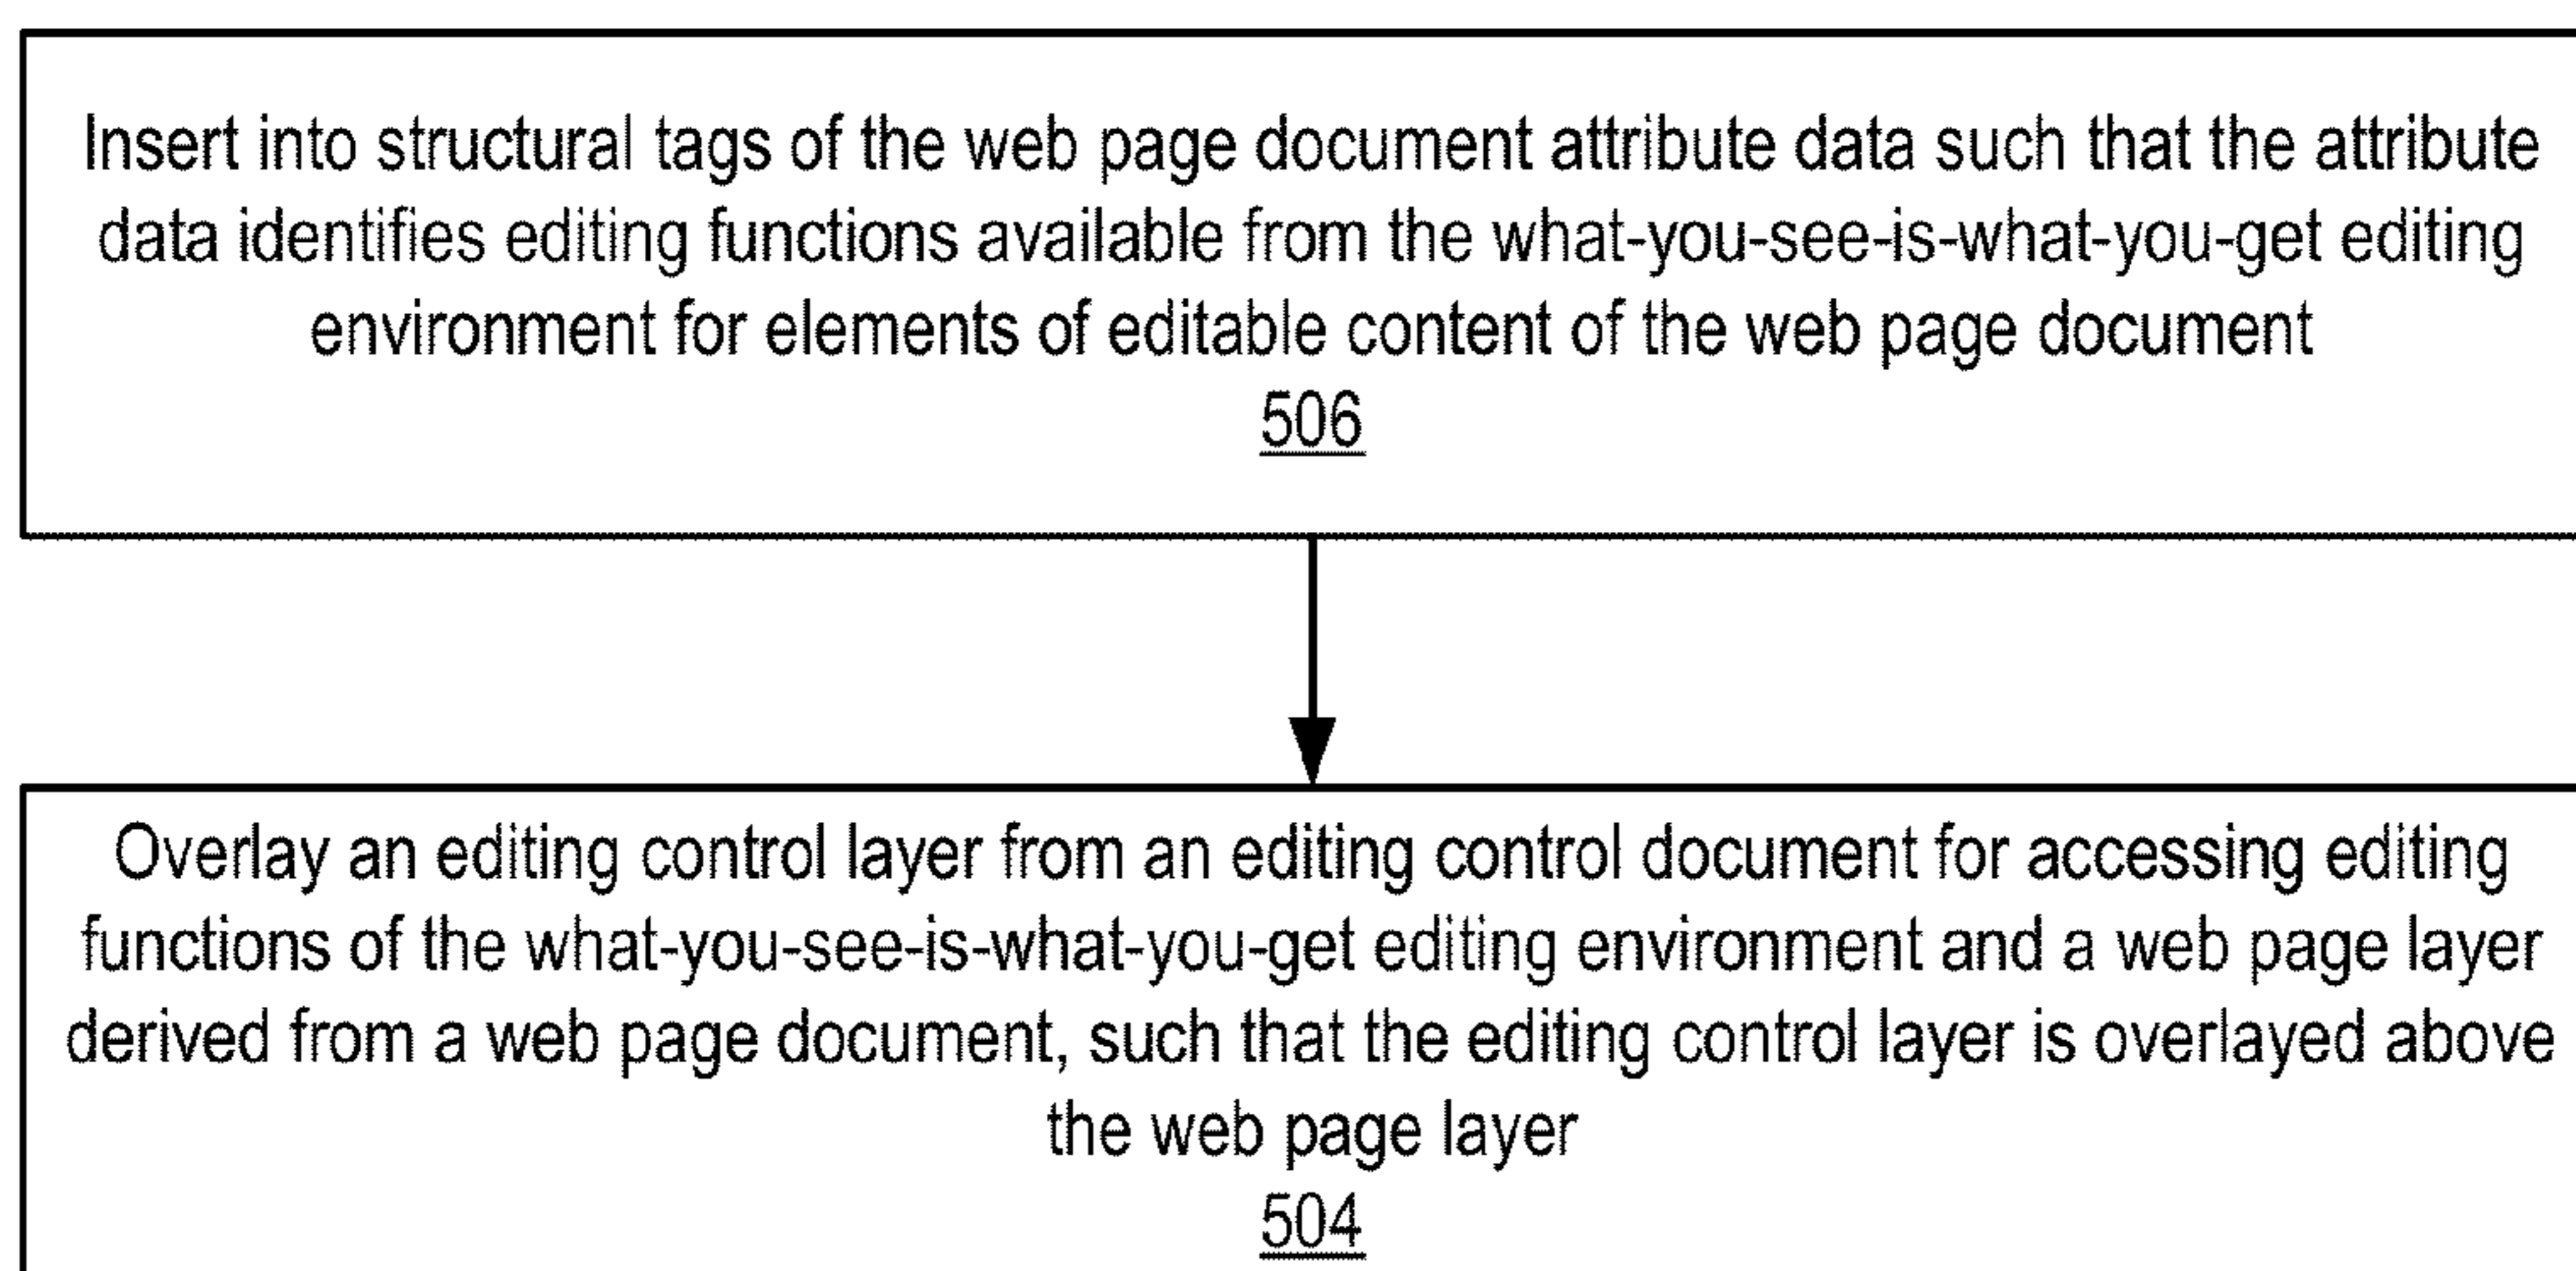 Insert into structural tags of the web page document attribute data such that the attribute
data identifies editing functions available from the what-you-see-is-what-you-get editing
environment for elements of editable content of the web page document
506
Overlay an editing control layer from an editing control document for accessing editing
functions of the what-you-see-is-what-you-get editing environment and a web page layer
derived from a web page document, such that the editing control layer is overlayed above
the web page layer
504